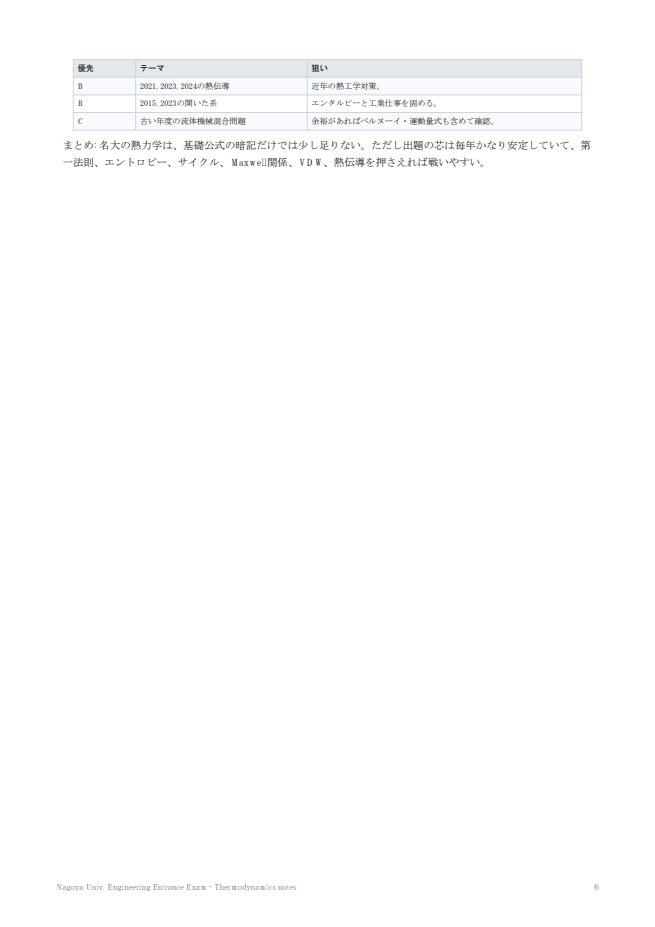 優先 テーマ 狙い
B 2021, 2023, 2024の熱伝導 近年の熱工学対策。
B 2015, 2023の開いた系 エンタルピーと工業仕事を固める。
C 古い年度の流体機械混合問題 余裕があればベルヌーイ・運動量式も含めて確認。
まとめ: 名大の熱力学は、基礎公式の暗記だけでは少し足りない。ただし出題の芯は毎年かなり安定していて、第
一法則、エントロピー、サイクル、Maxwell関係、VDW、熱伝導を押さえれば戦いやすい。
Nagoya Univ. Engineering Entrance Exam - Thermodynamics notes 6